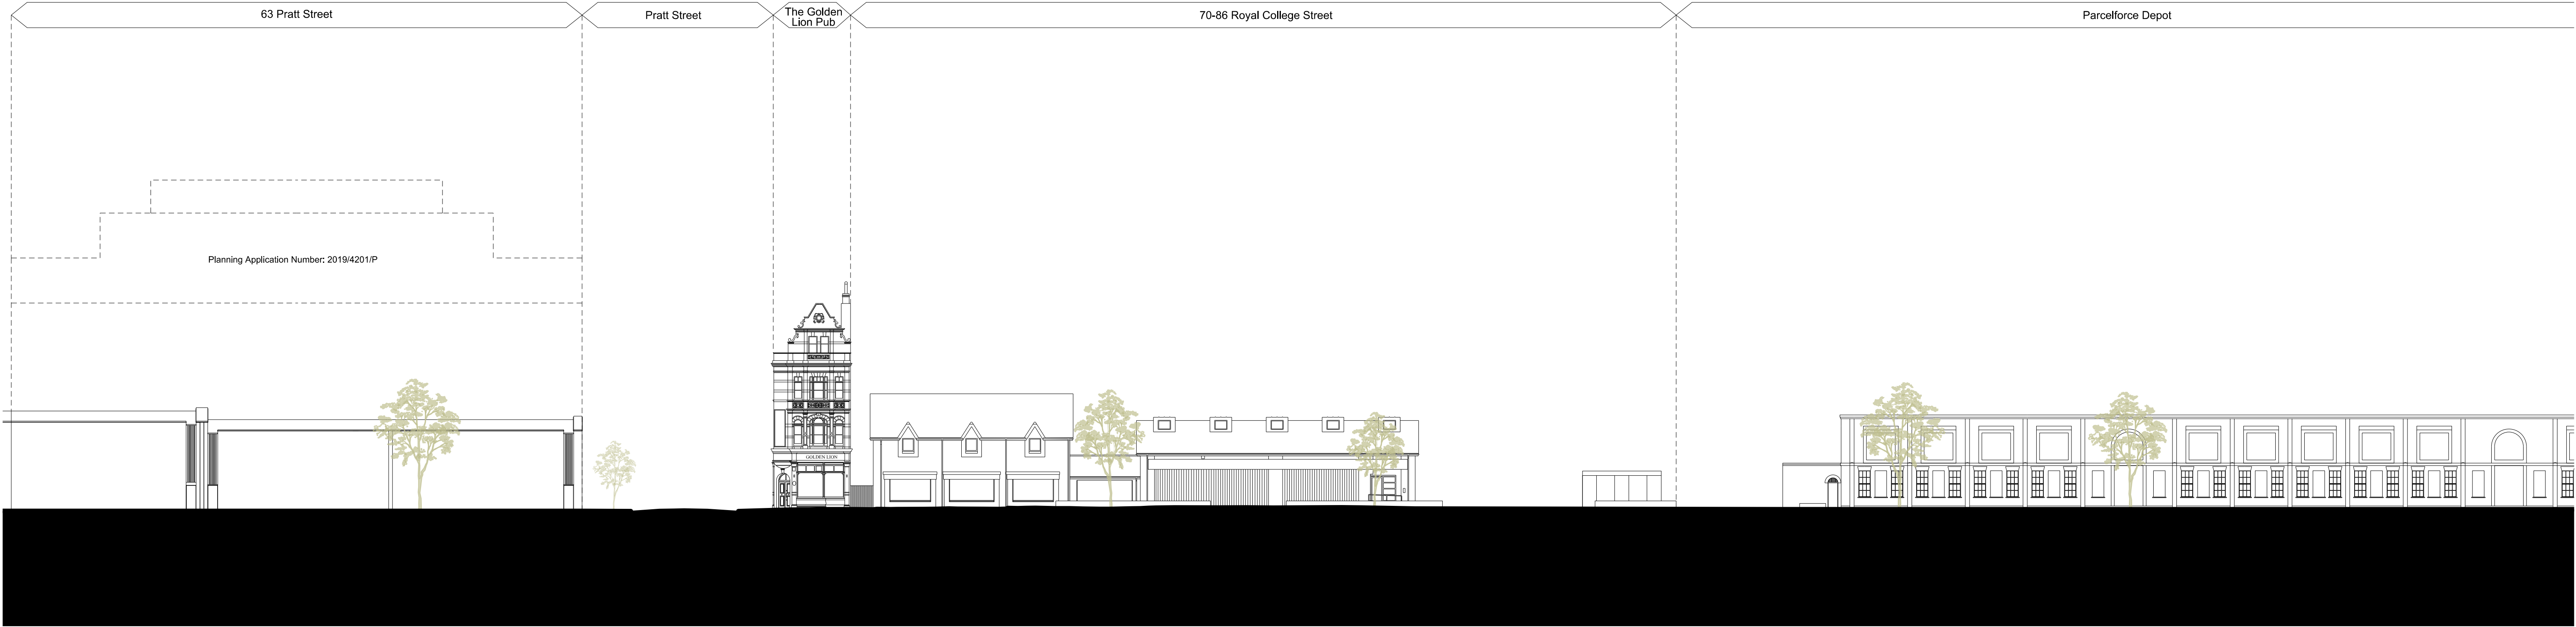 63 Pratt Street
Pratt Street
The Golden
Lion Pub
70-86 Royal College Street
Parcelforce Depot
Planning Application Number: 2019/4201/P
GOLDEN LION